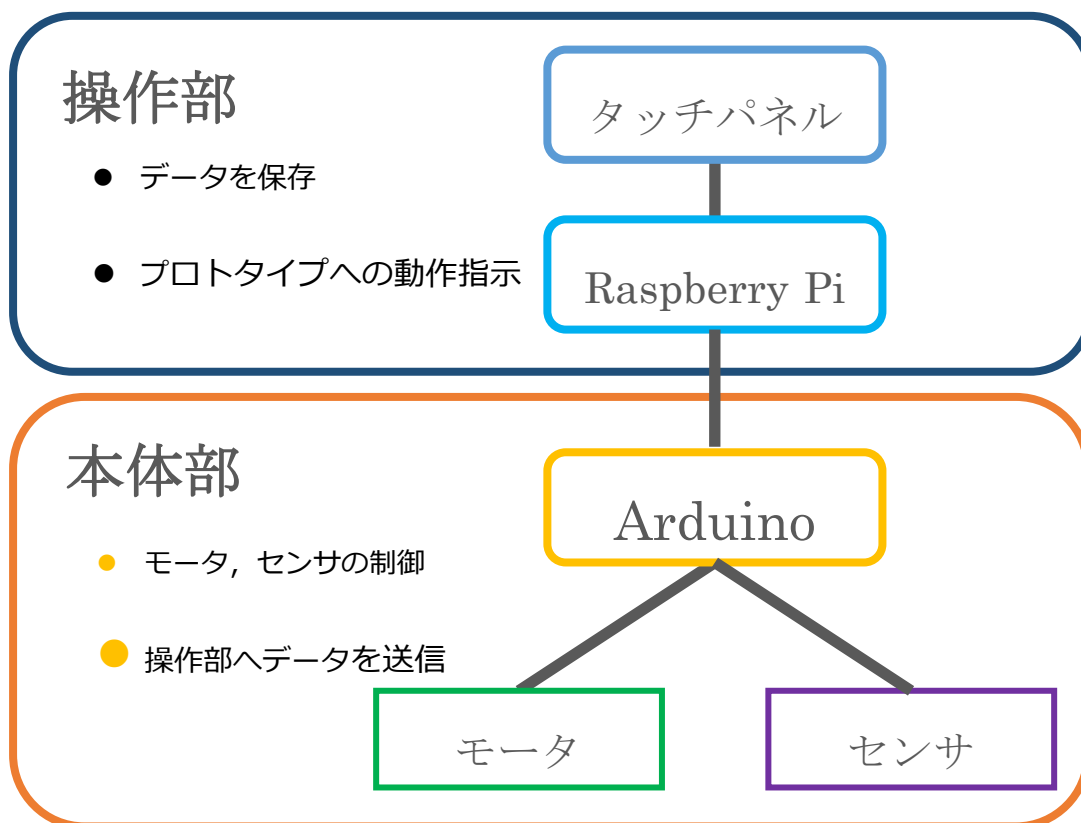 操作部
タッチパネル
データを保存
プロトタイプへの動作指示
Raspberry Pi
本体部
Arduino
モータ，センサの制御
操作部へデータを送信
モータ
センサ